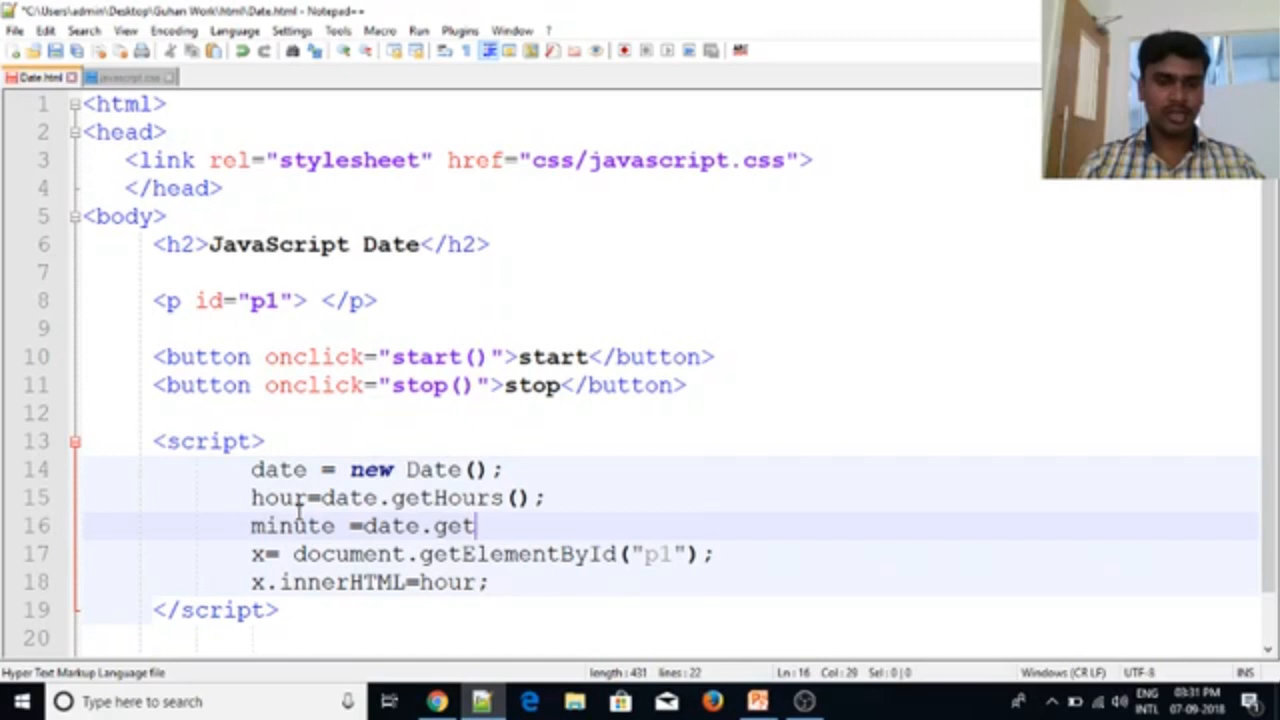 *C:\Users\admin\Desktop\Guhan Work\html\Date.html - Notepad++
File Edit Search View Encoding Language Settings Tools Macro Run Plugins Window ?
Date.html javascript.css
1 <html>
2 <head>
3 <link rel="stylesheet" href="css/javascript.css">
4 </head>
5 <body>
6 <h2>JavaScript Date</h2>
7
8 <p id="p1"> </p>
9
10 <button onclick="start()">start</button>
11 <button onclick="stop()">stop</button>
12
13 <script>
14 date = new Date();
15 hour=date.getHours();
16 minute =date.get
17 x= document.getElementById("p1");
18 x.innerHTML=hour;
19 </script>
20
Hyper Text Markup Language file length : 431 lines : 22 Ln : 16 Col : 29 Sel : 0 | 0 Windows (CR LF) UTF-8 INS
Type here to search ENG 03:31 PM
INTL 07-09-2018